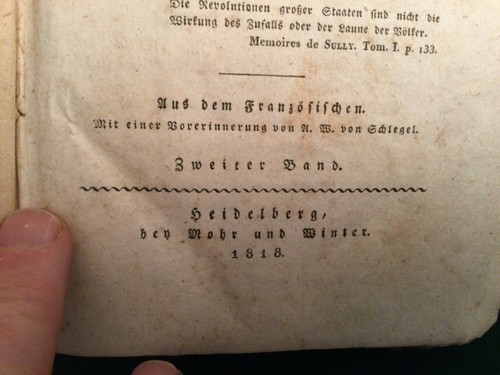 Die Revolutionen großer Staaten sind nicht die
Wirkung des Zufalls oder der Laune der Völker.
Memoires de SULLY. Tom. I. p. 133.
Aus dem Französischen.
Mit einer Vorerinnerung von A. W. von Schlegel.
Zweiter Band.
Heidelberg,
bey Mohr und Winter.
1818.